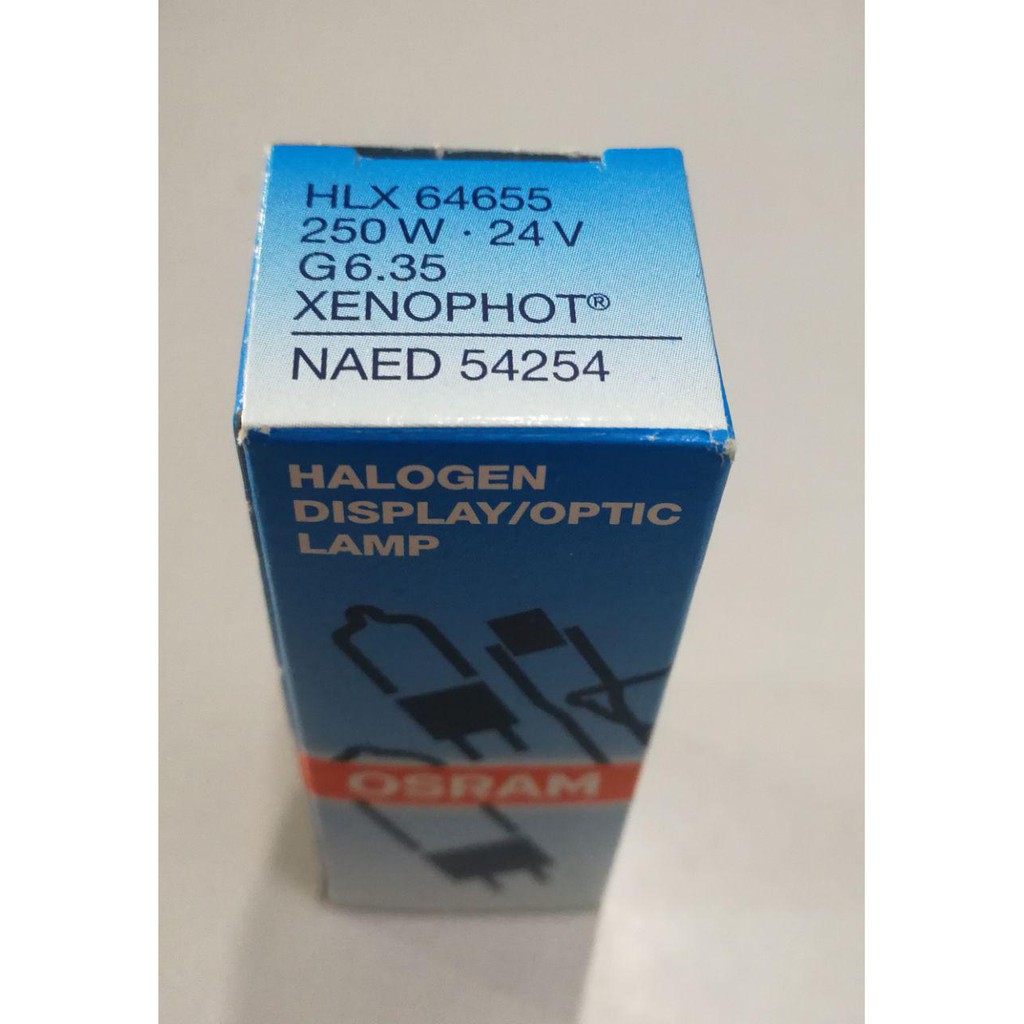 HLX 64655
250 W · 24 V
G6.35
XENOPHOT®
NAED 54254
HALOGEN
DISPLAY/OPTIC
LAMP
OSRAM